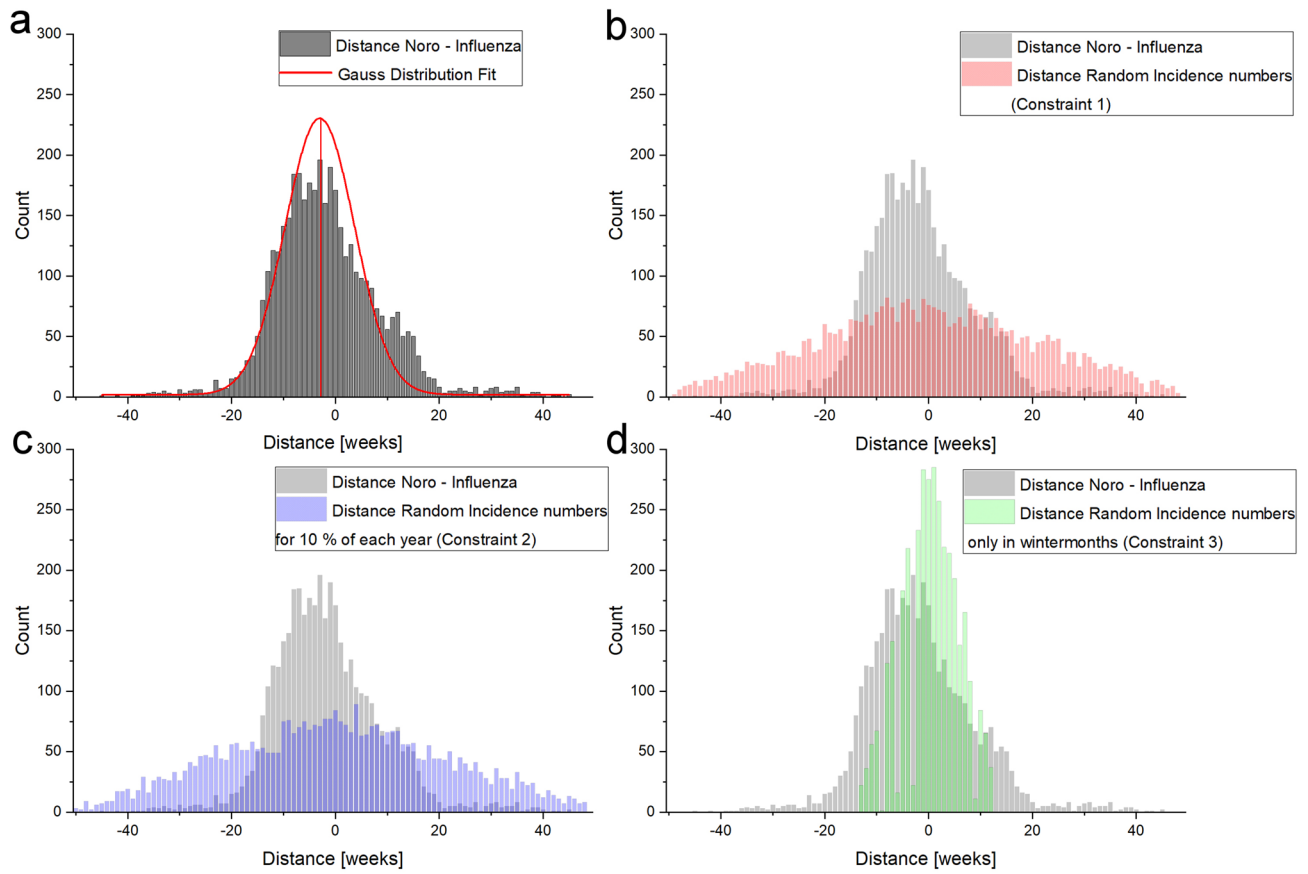 a
Distance Noro - Influenza
Gauss Distribution Fit
300
250
200
150
100
50
0
Count
-40
-20
0
20
40
Distance [weeks]
b
Distance Noro - Influenza
Distance Random Incidence numbers
(Constraint 1)
300
250
200
150
100
50
0
Count
-40
-20
0
20
40
Distance [weeks]
c
Distance Noro - Influenza
Distance Random Incidence numbers
for 10 % of each year (Constraint 2)
300
250
200
150
100
50
0
Count
-40
-20
0
20
40
Distance [weeks]
d
Distance Noro - Influenza
Distance Random Incidence numbers
only in wintermonths (Constraint 3)
300
250
200
150
100
50
0
Count
-40
-20
0
20
40
Distance [weeks]